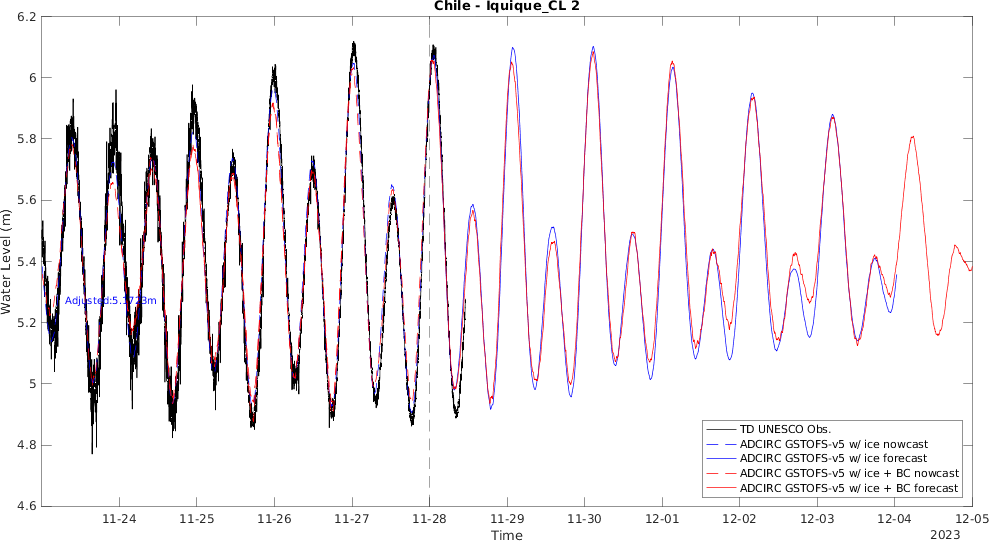 Chile - Iquique_CL 2
6.2
6
5.8
5.6
5.4
5.2
5
4.8
4.6
Water Level (m)
Adjusted:5.1723m
TD UNESCO Obs.
ADCIRC GSTOFS-v5 w/ ice nowcast
ADCIRC GSTOFS-v5 w/ ice forecast
ADCIRC GSTOFS-v5 w/ ice + BC nowcast
ADCIRC GSTOFS-v5 w/ ice + BC forecast
11-24 11-25 11-26 11-27 11-28 11-29 11-30 12-01 12-02 12-03 12-04 12-05
Time
2023